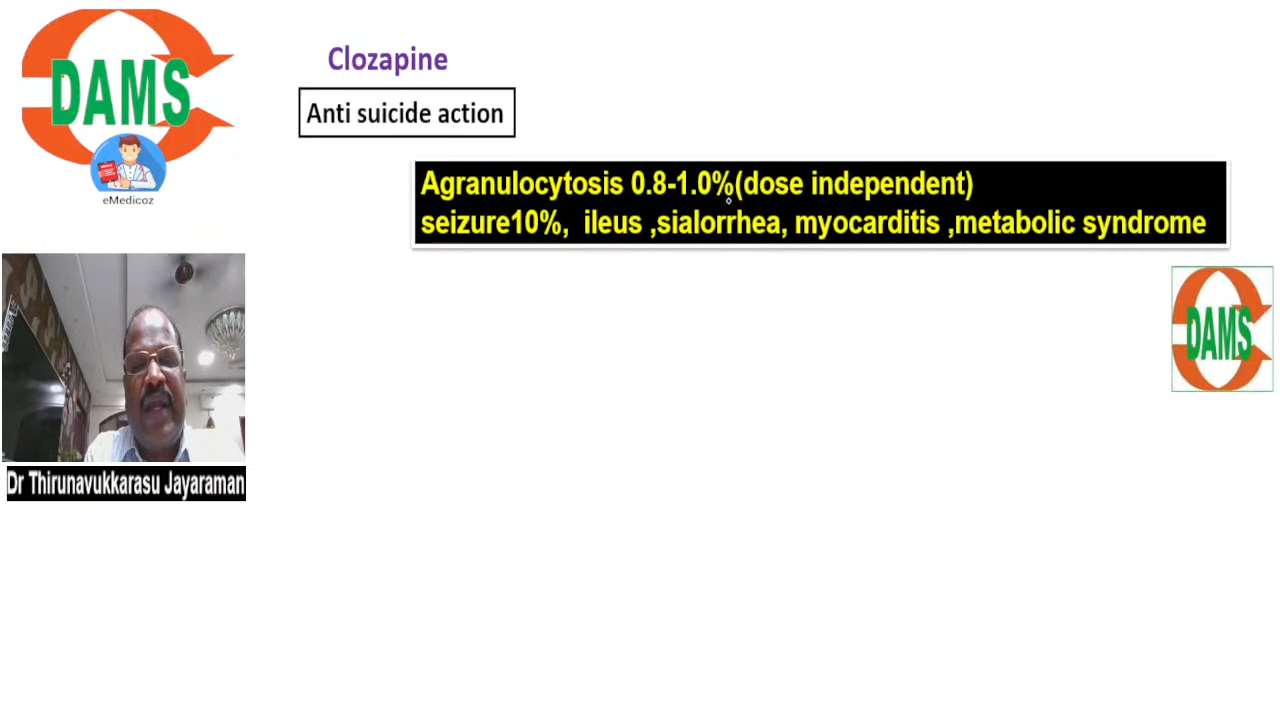 DAMS
eMedicoz
Clozapine
Anti suicide action
Agranulocytosis 0.8-1.0%(dose independent)
seizure10%, ileus ,sialorrhea, myocarditis ,metabolic syndrome
DAMS
Dr Thirunavukkarasu Jayaraman